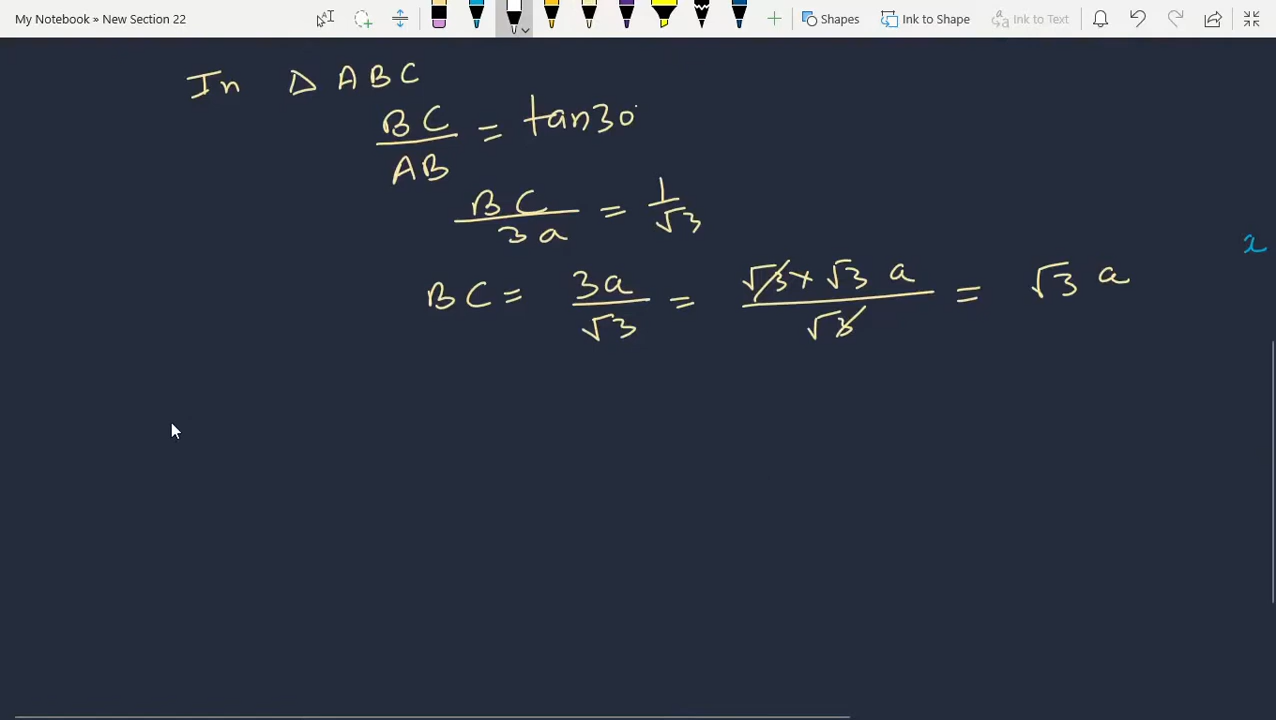 My Notebook » New Section 22
Shapes
Ink to Shape
Ink to Text
In Δ ABC
BC/AB = tan30
BC/3a = 1/√3
x
BC = 3a/√3 = √3 × √3 a/√3 = √3 a